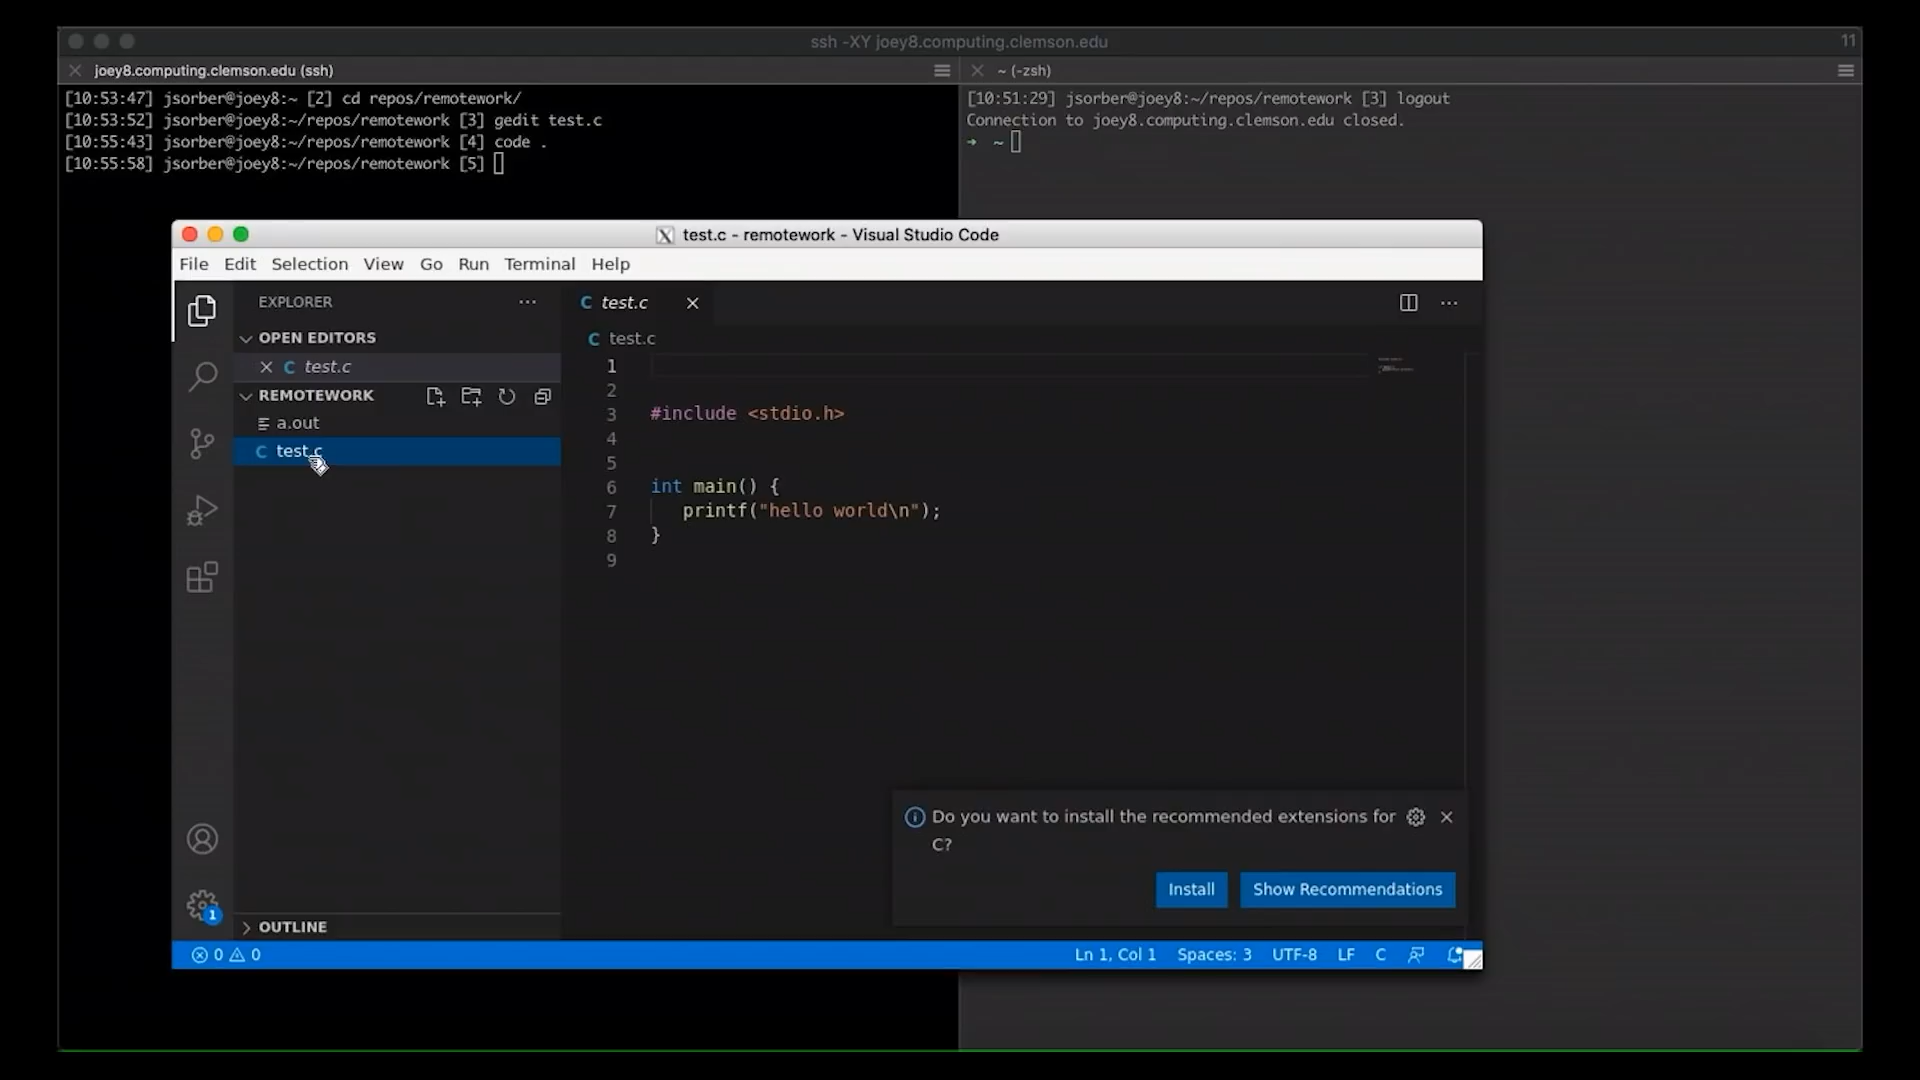 ssh -XY joey8.computing.clemson.edu
11
joey8.computing.clemson.edu (ssh)
~ (-zsh)
[10:53:47] jsorber@joey8:~ [2] cd repos/remotework/
[10:53:52] jsorber@joey8:~/repos/remotework [3] gedit test.c
[10:55:43] jsorber@joey8:~/repos/remotework [4] code .
[10:55:58] jsorber@joey8:~/repos/remotework [5]
[10:51:29] jsorber@joey8:~/repos/remotework [3] logout
Connection to joey8.computing.clemson.edu closed.
→ ~
test.c - remotework - Visual Studio Code
File Edit Selection View Go Run Terminal Help
EXPLORER
OPEN EDITORS
C test.c
REMOTEWORK
a.out
C test.c
OUTLINE
C test.c
C test.c
1
2
3 #include <stdio.h>
4
5
6 int main() {
7 printf("hello world\n");
8 }
9
Do you want to install the recommended extensions for
C?
Install
Show Recommendations
1
0 0
Ln 1, Col 1 Spaces: 3 UTF-8 LF C